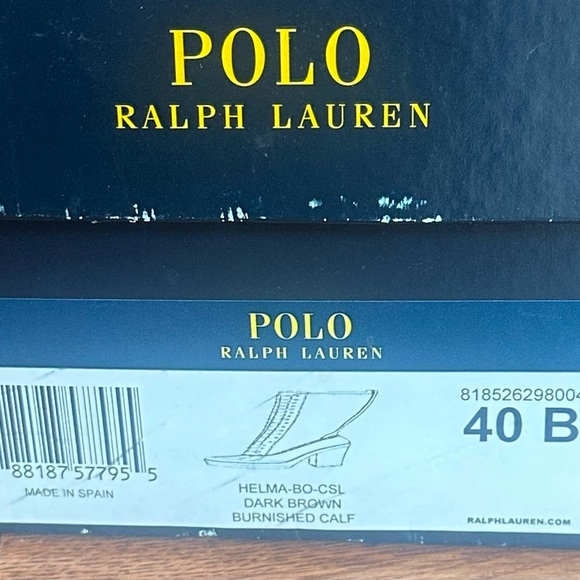 POLO
RALPH LAUREN
POLO
RALPH LAUREN
818526298004
40 B
88187 57795 5
MADE IN SPAIN
HELMA-BO-CSL
DARK BROWN
BURNISHED CALF
RALPHLAUREN.COM